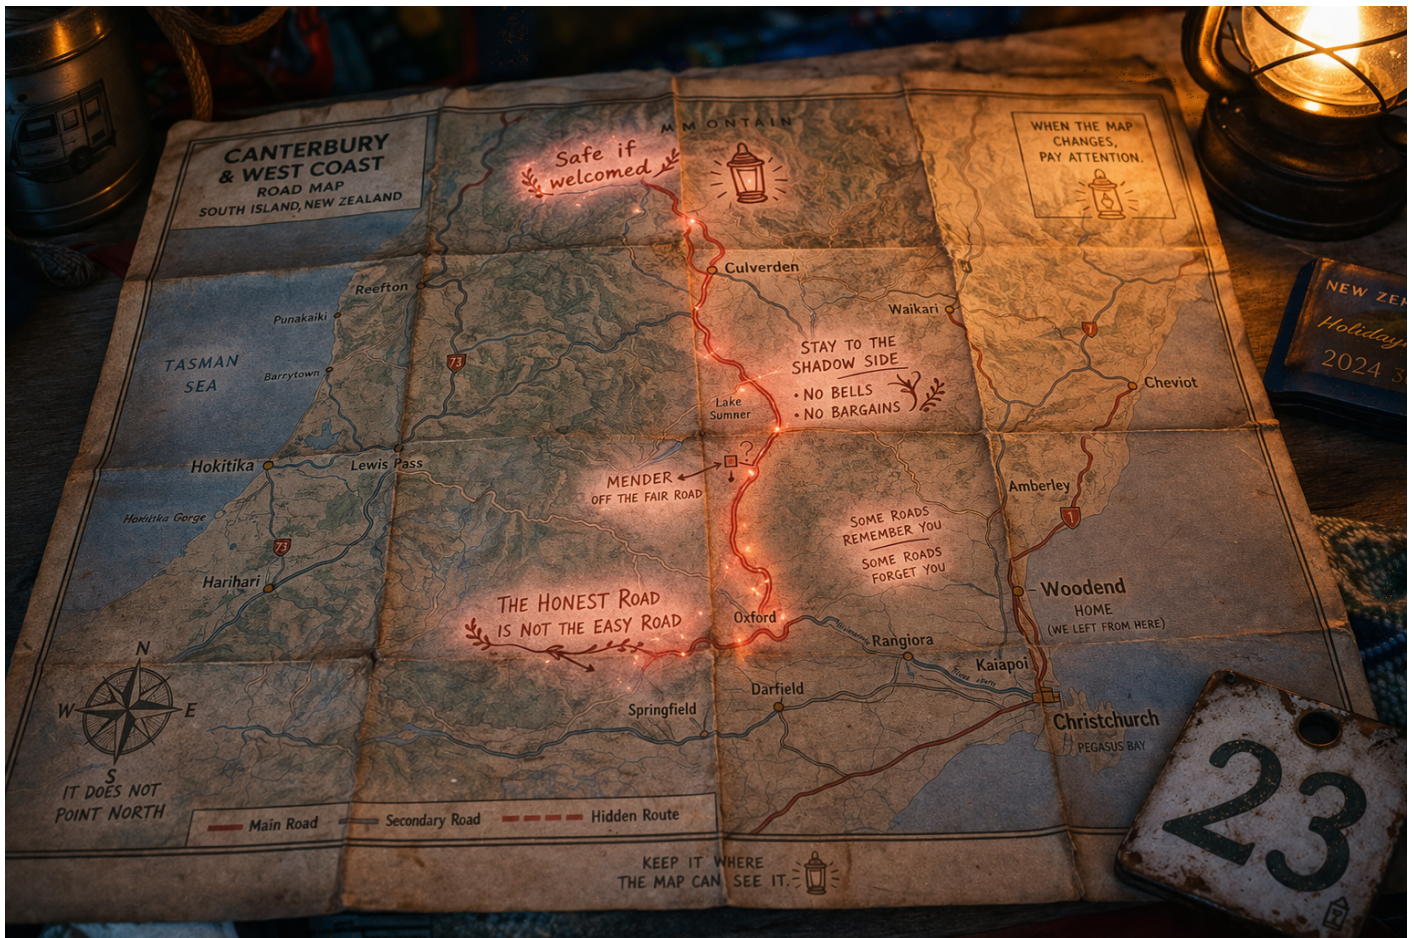 CANTERBURY
& WEST COAST
ROAD MAP
SOUTH ISLAND, NEW ZEALAND
M MONTAIN
Safe if
welcomed
WHEN THE MAP
CHANGES,
PAY ATTENTION.
Culverden
Reefton
Punakaiki
Waikari
TASMAN
SEA
73
1
Barrytown
STAY TO THE
SHADOW SIDE
• NO BELLS
• NO BARGAINS
Lake
Sumner
Cheviot
NEW
Holiday
2024
Hokitika
Lewis Pass
?
MENDER
OFF THE FAIR ROAD
Amberley
Hokitika Gorge
SOME ROADS
REMEMBER YOU
SOME ROADS
FORGET YOU
1
73
Harihari
THE HONEST ROAD
IS NOT THE EASY ROAD
Woodend
HOME
(WE LEFT FROM HERE)
Oxford
Rangiora
Kaiapoi
N
W
E
S
Springfield
Darfield
Christchurch
PEGASUS BAY
IT DOES NOT
POINT NORTH
Main Road
Secondary Road
Hidden Route
KEEP IT WHERE
THE MAP CAN SEE IT.
23